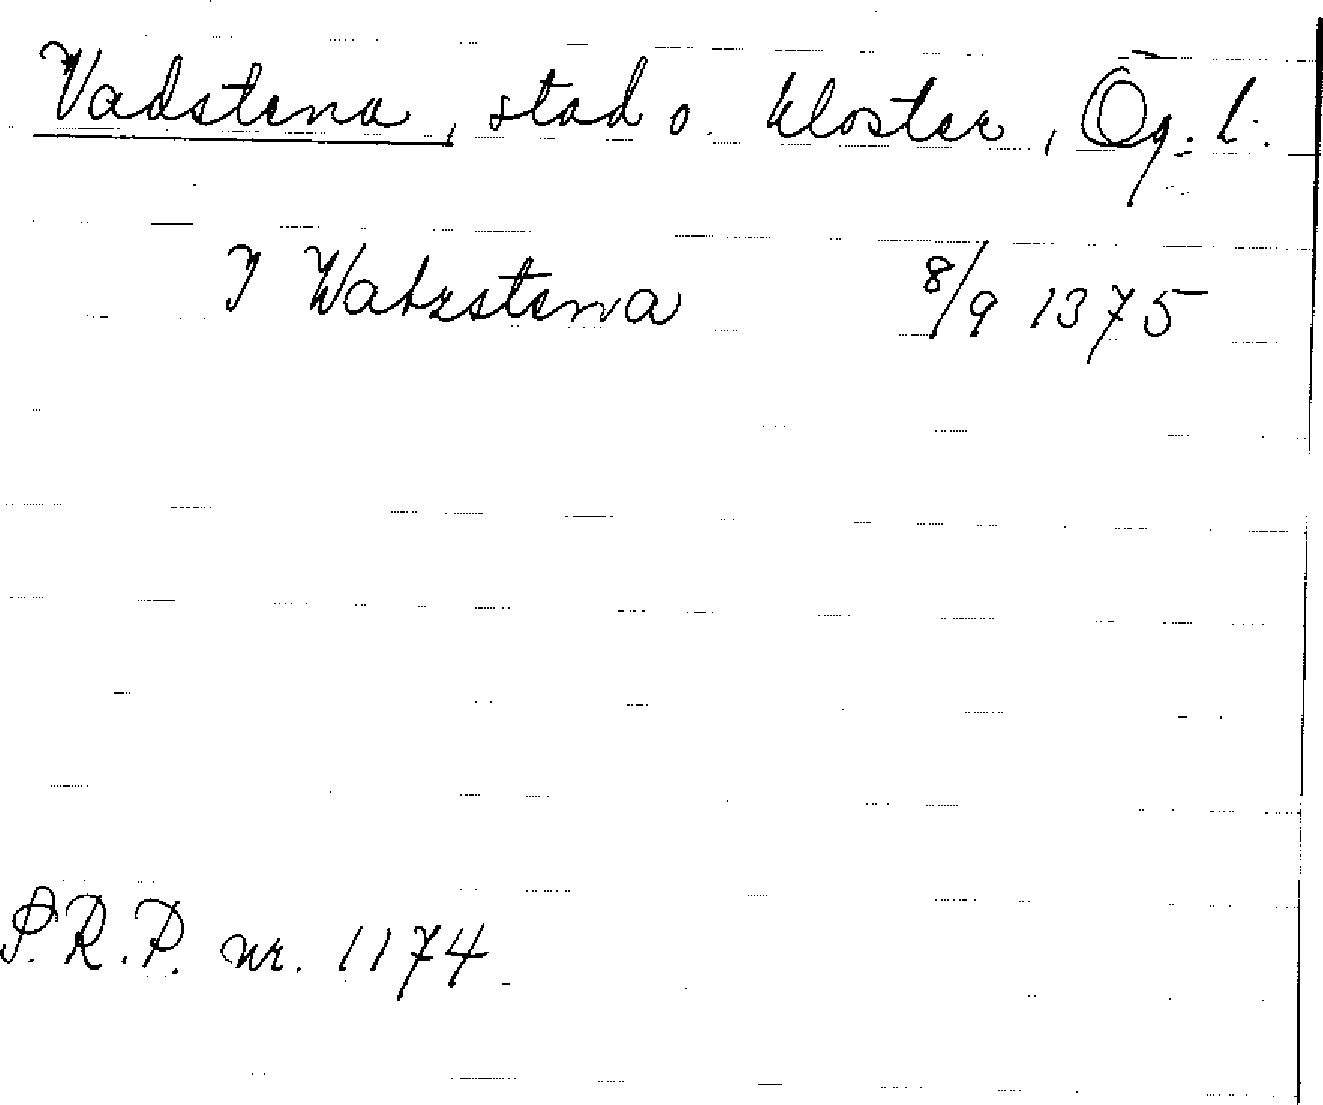 Vadstena, stad o. kloster, Ög. l.
I Watzstena 8/9 1375
S.R.P. nr. 1174